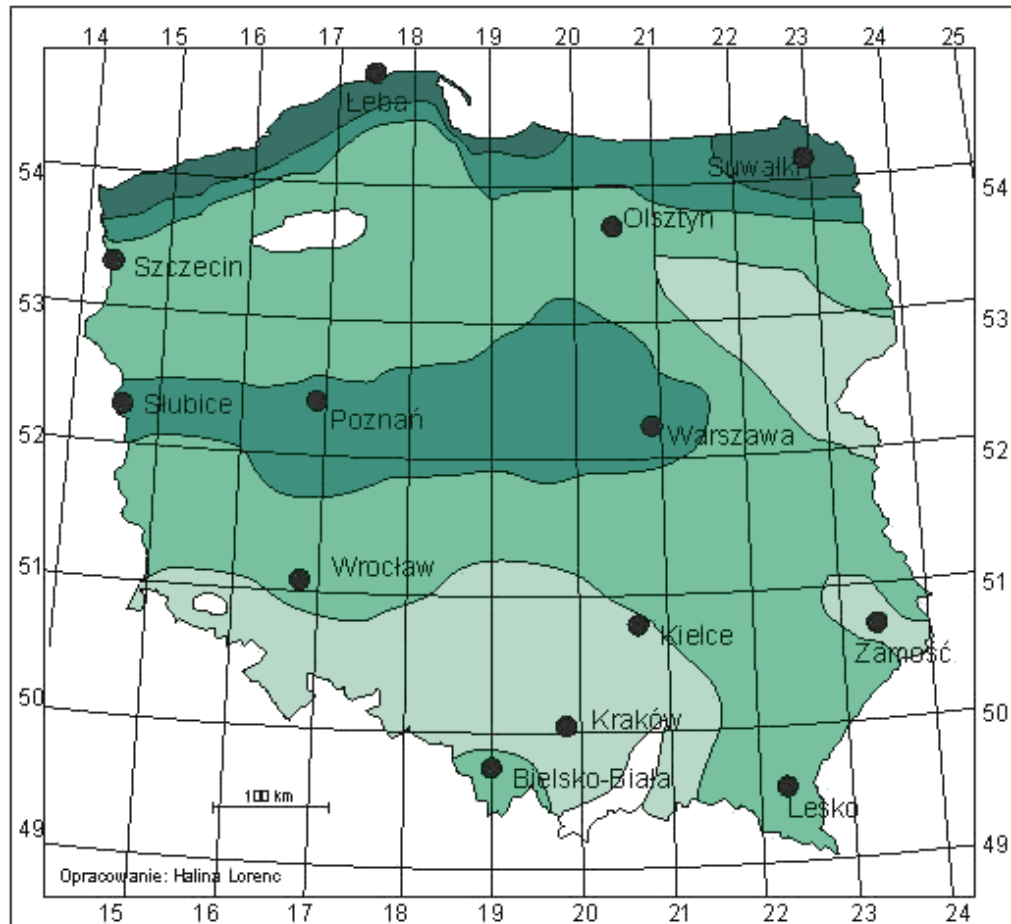 14 15 16 17 18 19 20 21 22 23 24 25
Łeba
54 Suwałki 54
Olsztyn
Szczecin
53 53
Słubice Poznań
52 Warszawa 52
51 Wrocław 51
Kielce Zamość
50 Kraków 50
Bielsko-Biała
100 km Lesko
49 49
Opracowanie: Halina Lorenc
15 16 17 18 19 20 21 22 23 24